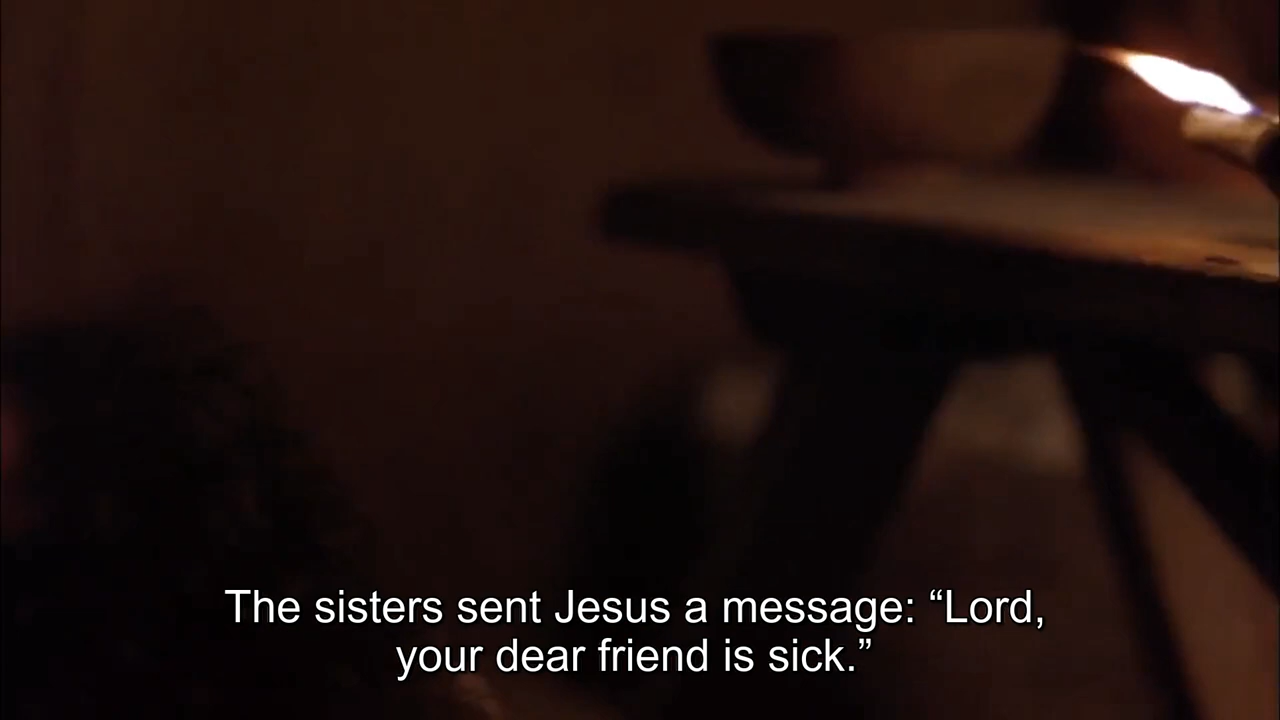 The sisters sent Jesus a message: “Lord,
your dear friend is sick.”